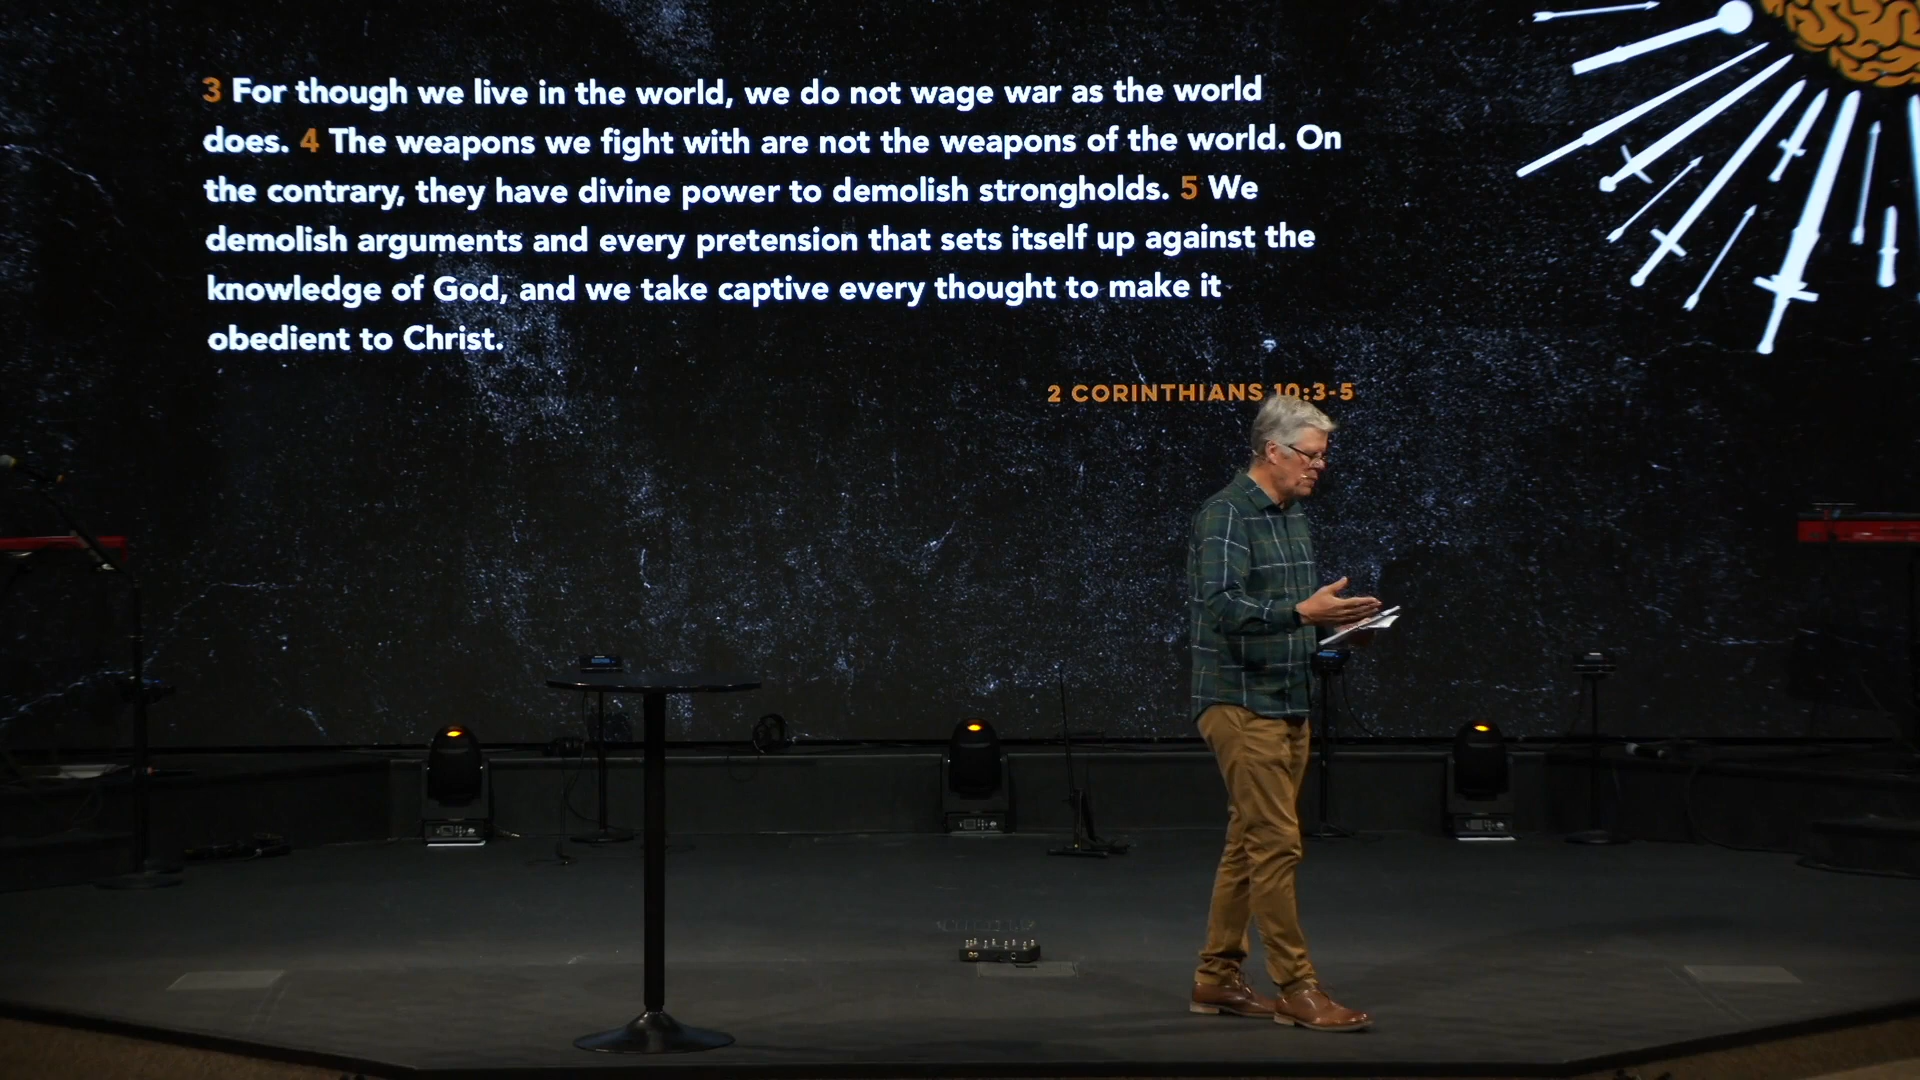 3 For though we live in the world, we do not wage war as the world
does. 4 The weapons we fight with are not the weapons of the world. On
the contrary, they have divine power to demolish strongholds. 5 We
demolish arguments and every pretension that sets itself up against the
knowledge of God, and we take captive every thought to make it
obedient to Christ.
2 CORINTHIANS 10:3-5